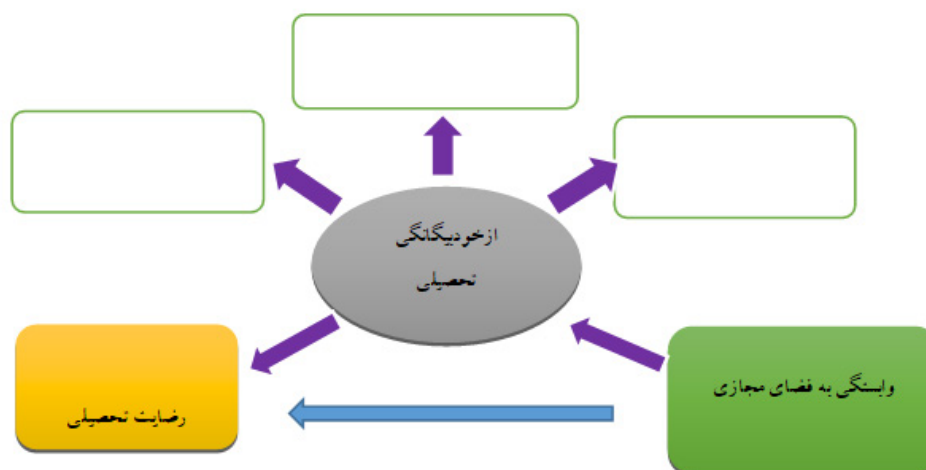 ازخودبیگانگی
تحصیلی
وابستگی به فضای مجازی
رضایت تحصیلی